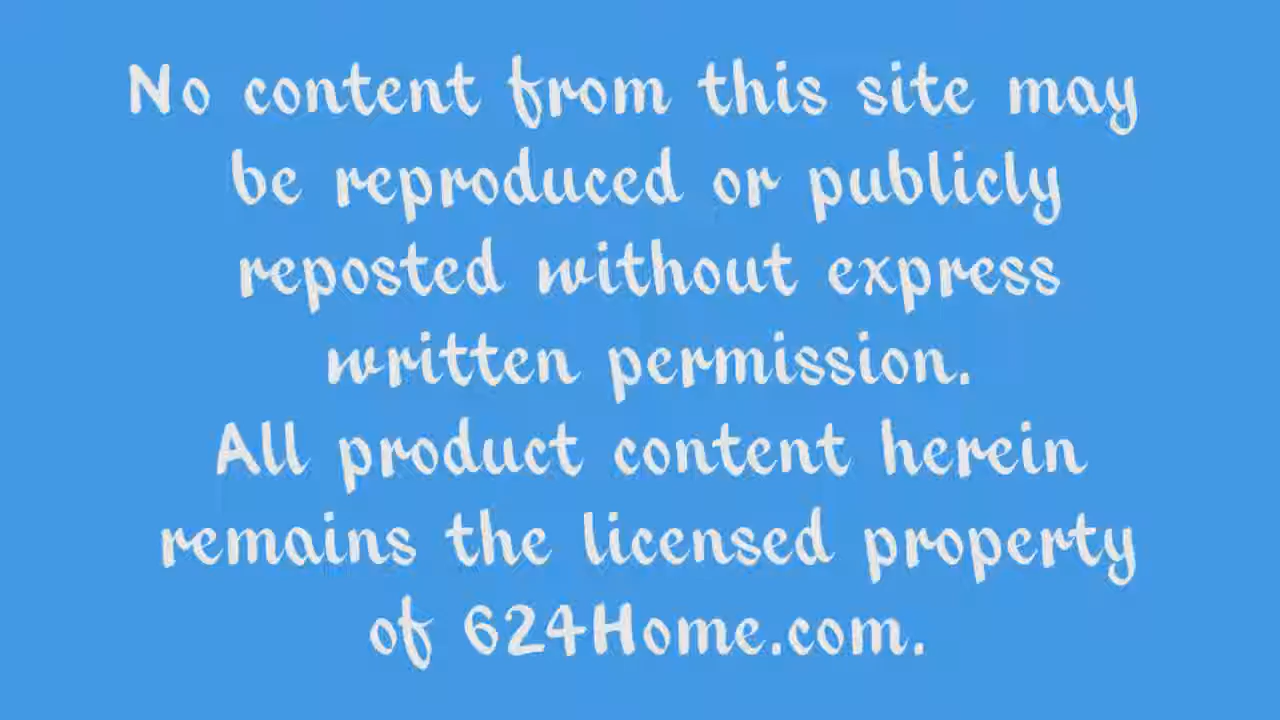 No content from this site may
be reproduced or publicly
reposted without express
written permission.
All product content herein
remains the licensed property
of 624Home.com.